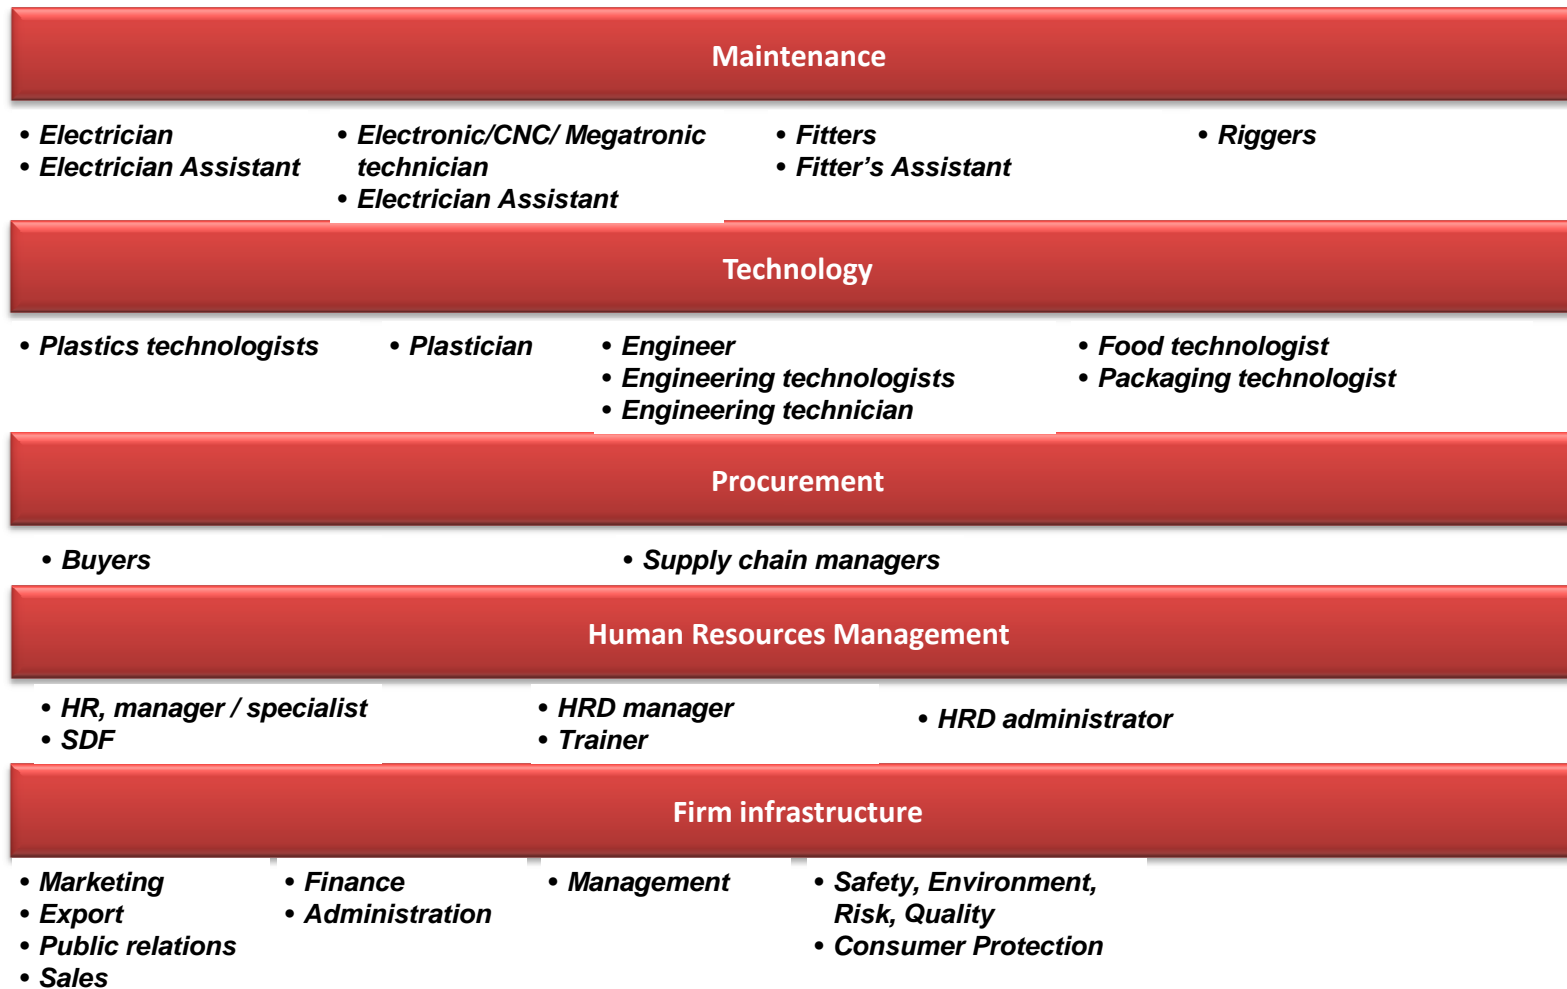 Maintenance
• Electrician
• Electrician Assistant
• Electronic/CNC/ Megatronic
technician
• Electrician Assistant
• Fitters
• Fitter’s Assistant
• Riggers
Technology
• Plastics technologists
• Plastician
• Engineer
• Engineering technologists
• Engineering technician
• Food technologist
• Packaging technologist
Procurement
• Buyers
• Supply chain managers
Human Resources Management
• HR, manager / specialist
• SDF
• HRD manager
• Trainer
• HRD administrator
Firm infrastructure
• Marketing
• Export
• Public relations
• Sales
• Finance
• Administration
• Management
• Safety, Environment,
Risk, Quality
• Consumer Protection